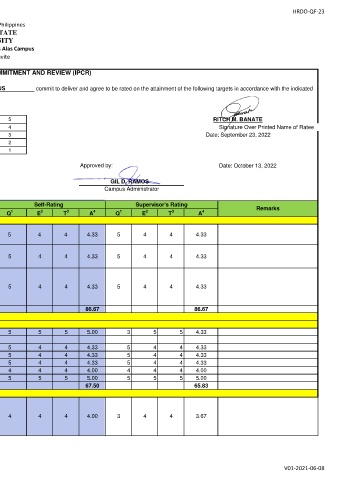 HRDO-QF-23
Philippines
TATE
SITY
s Alas Campus
vite
MMITMENT AND REVIEW (IPCR)
US commit to deliver and agree to be rated on the attainment of the following targets in accordance with the indicated
RITCH M. BANATE
Signature Over Printed Name of Ratee
Date: September 23, 2022
5
4
3
2
1
Approved by: Date: October 13, 2022
GIL D. RAMOS
Campus Administrator
Self-Rating Supervisor's Rating Remarks
Q1 E2 T3 A4 Q1 E2 T3 A4
5 4 4 4.33 5 4 4 4.33
5 4 4 4.33 5 4 4 4.33
5 4 4 4.33 5 4 4 4.33
86.67 86.67
5 5 5 5.00 3 5 5 4.33
5 4 4 4.33 5 4 4 4.33
5 4 4 4.33 5 4 4 4.33
5 4 4 4.33 5 4 4 4.33
4 4 4 4.00 4 4 4 4.00
5 5 5 5.00 5 5 5 5.00
67.50 65.83
4 4 4 4.00 3 4 4 3.67
V01-2021-06-08